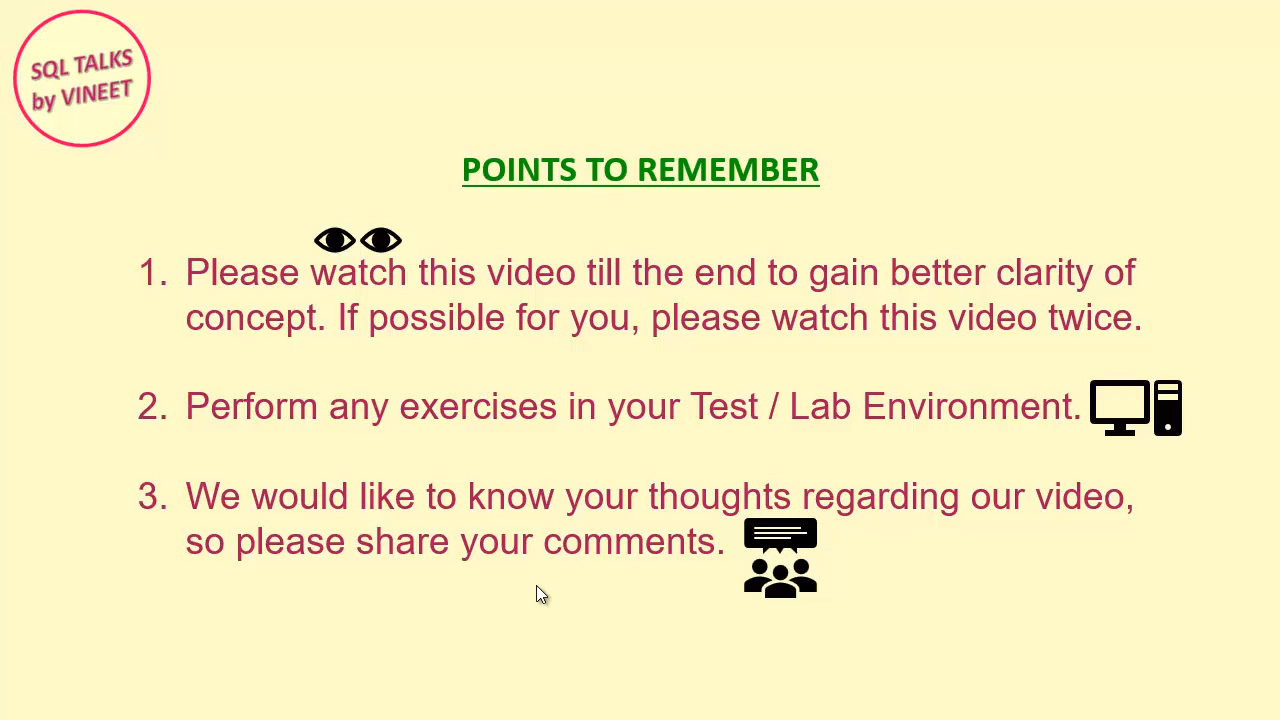 SQL TALKS
by VINEET
POINTS TO REMEMBER
1. Please watch this video till the end to gain better clarity of
concept. If possible for you, please watch this video twice.
2. Perform any exercises in your Test / Lab Environment.
3. We would like to know your thoughts regarding our video,
so please share your comments.